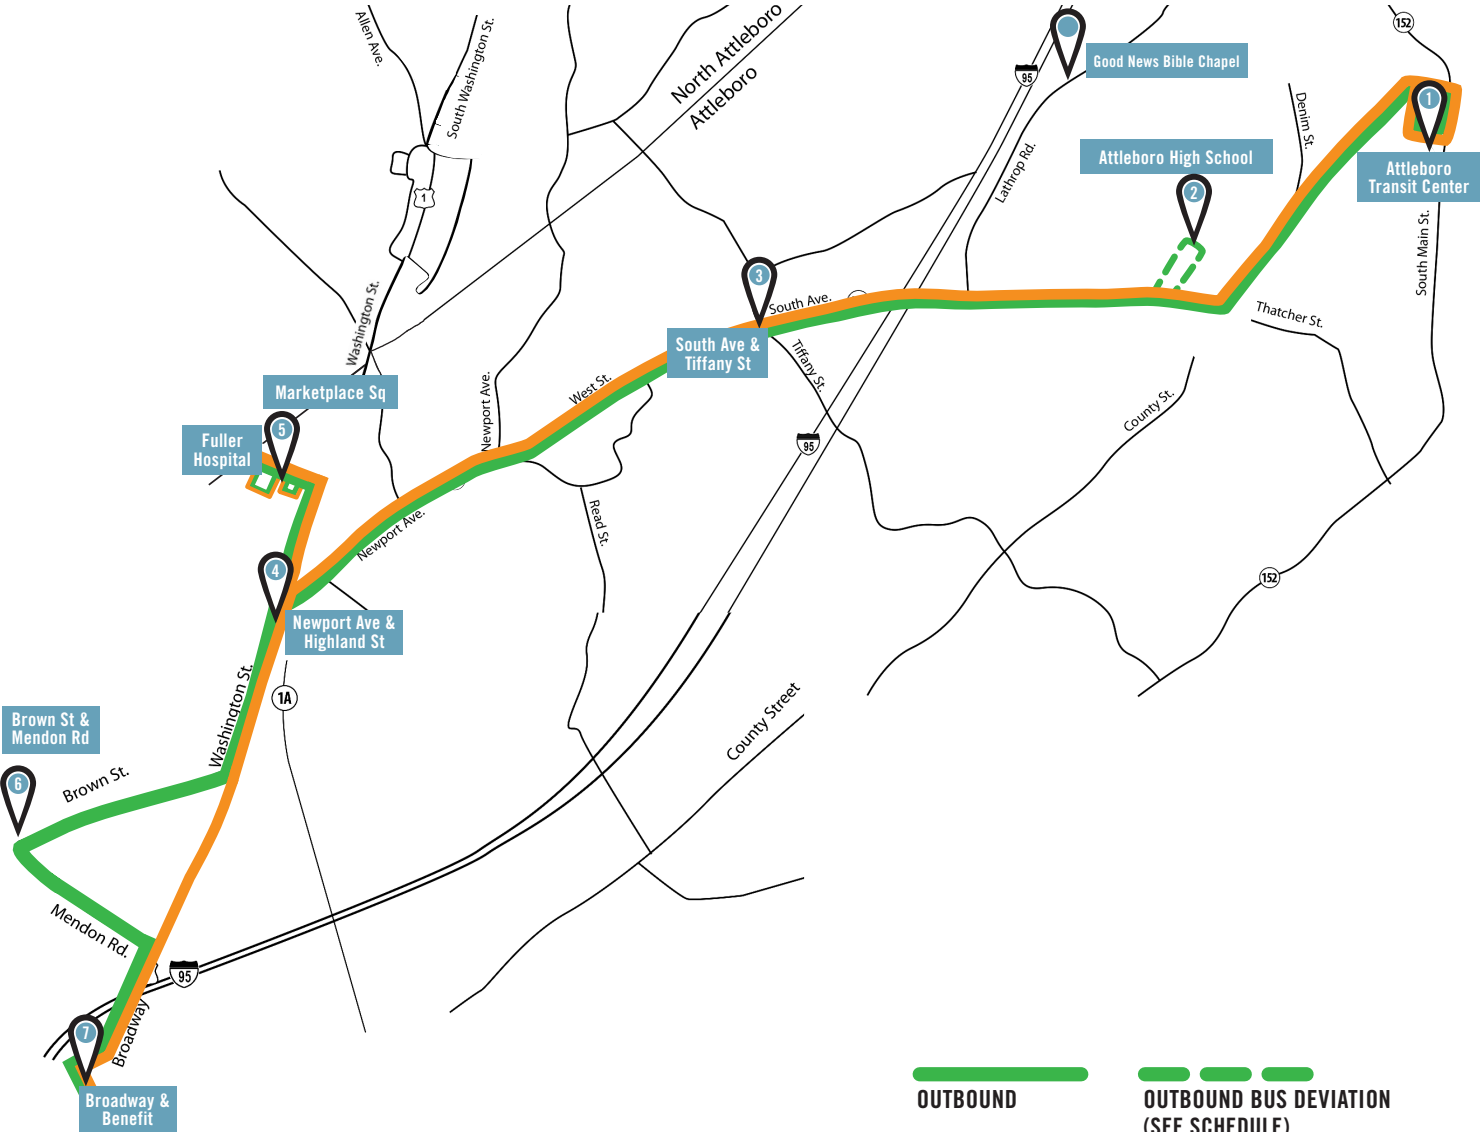 Allen Ave.
South Washington St.
North Attleboro
Attleboro
95
Good News Bible Chapel
152
Denim St.
1
Attleboro
Transit Center
Attleboro High School
2
Lathrop Rd.
1
South Main St.
3
South Ave.
South Ave &
Tiffany St
Thatcher St.
Washington St.
Tiffany St.
Marketplace Sq
5
Fuller
Hospital
Newport Ave.
West St.
County St.
95
Newport Ave.
Read St.
4
Newport Ave &
Highland St
152
Washington St.
1A
Brown St &
Mendon Rd
6
Brown St.
County Street
Mendon Rd.
95
7
Broadway
Broadway &
Benefit
OUTBOUND
OUTBOUND BUS DEVIATION
(SEE SCHEDULE)